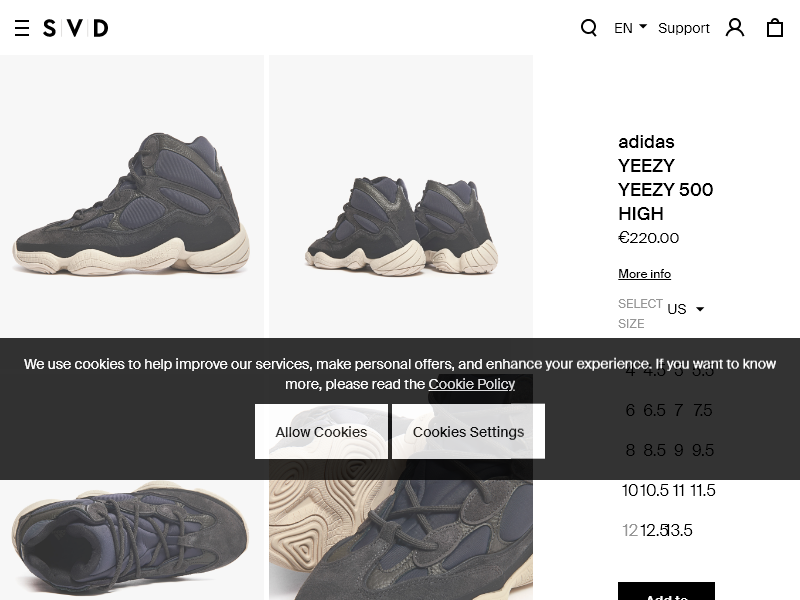 SVD
EN
Support
adidas
YEEZY
YEEZY 500
HIGH
€220.00
More info
SELECT
SIZE
US
We use cookies to help improve our services, make personal offers, and enhance your experience. If you want to know
more, please read the Cookie Policy
Allow Cookies
Cookies Settings
4 4.5 5 5.5
6 6.5 7 7.5
8 8.5 9 9.5
10 10.5 11 11.5
12 12.5 13.5
Add to